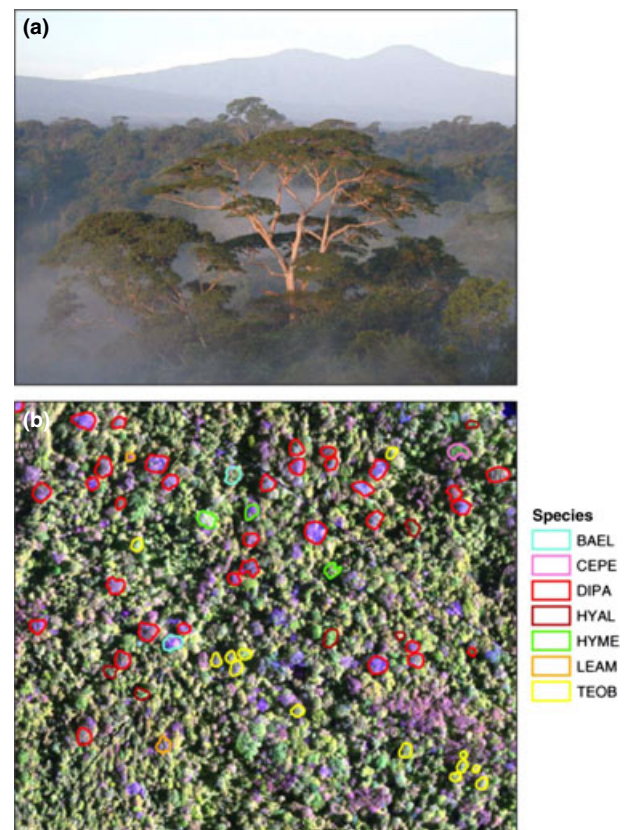 (a)
(b)
Species
BAEL
CEPE
DIPA
HYAL
HYME
LEAM
TEOB